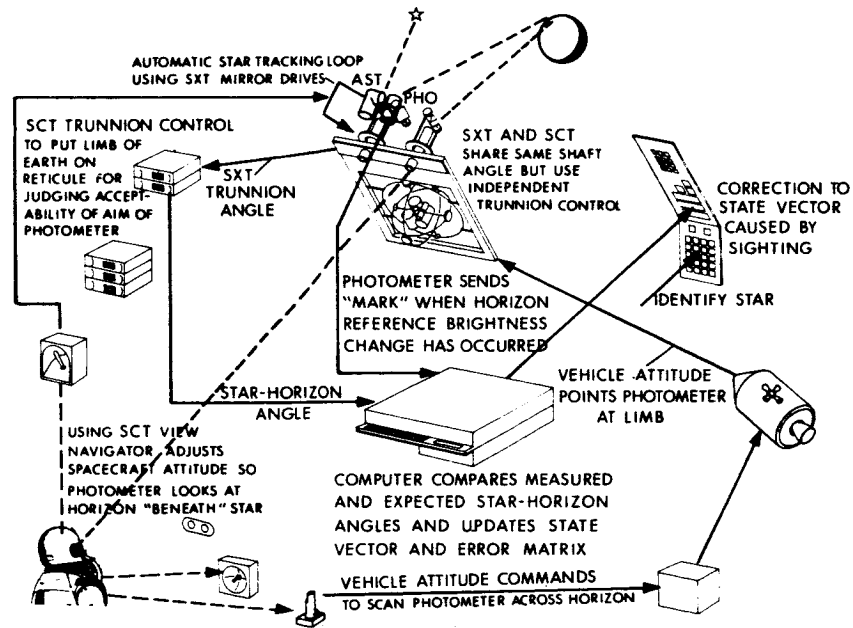 AUTOMATIC STAR TRACKING LOOP
USING SXT MIRROR DRIVES
AST
PHO
SCT TRUNNION CONTROL
TO PUT LIMB OF
EARTH ON
RETICULE FOR
JUDGING ACCEPT-
ABILITY OF AIM OF
PHOTOMETER
SXT
TRUNNION
ANGLE
SXT AND SCT
SHARE SAME SHAFT
ANGLE BUT USE
INDEPENDENT
TRUNNION CONTROL
CORRECTION TO
STATE VECTOR
CAUSED BY
SIGHTING
IDENTIFY STAR
PHOTOMETER SENDS
"MARK" WHEN HORIZON
REFERENCE BRIGHTNESS
CHANGE HAS OCCURRED
VEHICLE ATTITUDE
POINTS PHOTOMETER
AT LIMB
STAR-HORIZON
ANGLE
USING SCT VIEW
NAVIGATOR ADJUSTS
SPACECRAFT ATTITUDE SO
PHOTOMETER LOOKS AT
HORIZON "BENEATH" STAR
COMPUTER COMPARES MEASURED
AND EXPECTED STAR-HORIZON
ANGLES AND UPDATES STATE
VECTOR AND ERROR MATRIX
VEHICLE ATTITUDE COMMANDS
TO SCAN PHOTOMETER ACROSS HORIZON